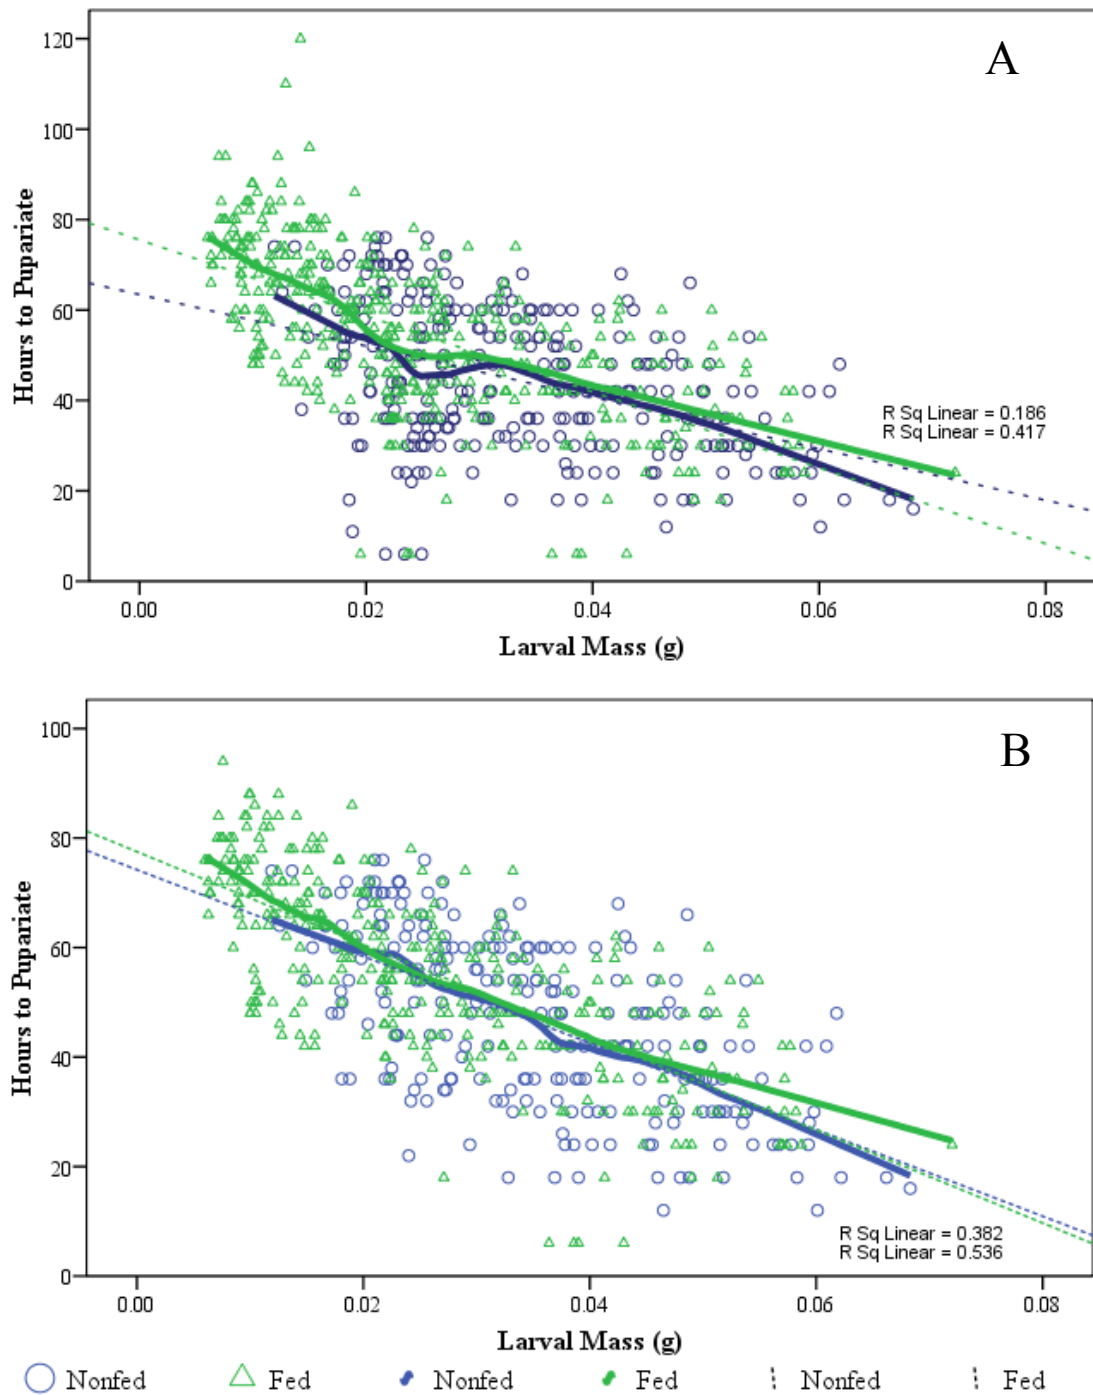 A
120
100
80
60
40
20
0
Hours to Pupariate
R Sq Linear = 0.186
R Sq Linear = 0.417
0.00 0.02 0.04 0.06 0.08
Larval Mass (g)
B
100
80
60
40
20
0
Hours to Pupariate
R Sq Linear = 0.382
R Sq Linear = 0.536
0.00 0.02 0.04 0.06 0.08
Larval Mass (g)
Nonfed Fed Nonfed Fed Nonfed Fed